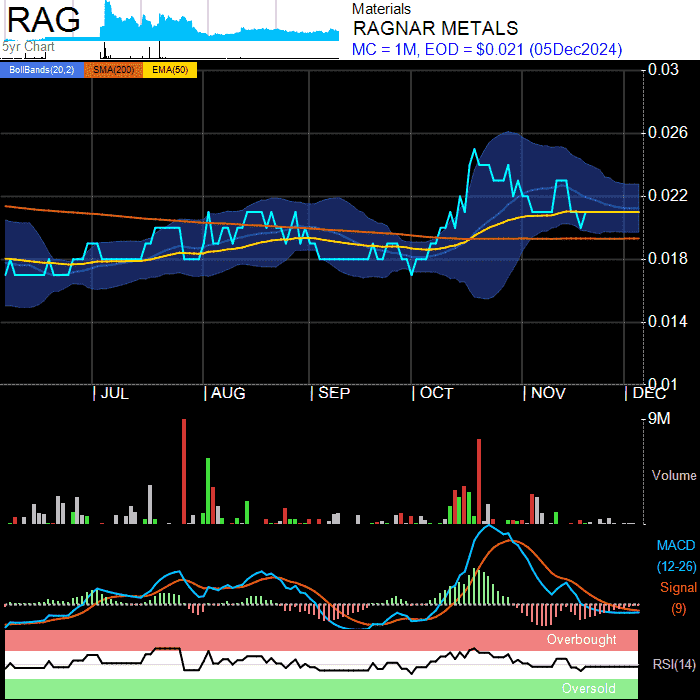 RAG
5yr Chart
Materials
RAGNAR METALS
MC = 1M, EOD = $0.021 (05Dec2024)
BollBands(20,2) SMA(200) EMA(50)
0.03
0.026
0.022
0.018
0.014
0.01
JUL AUG SEP OCT NOV DEC
9M
Volume
MACD
(12-26)
Signal
(9)
Overbought
RSI(14)
Oversold